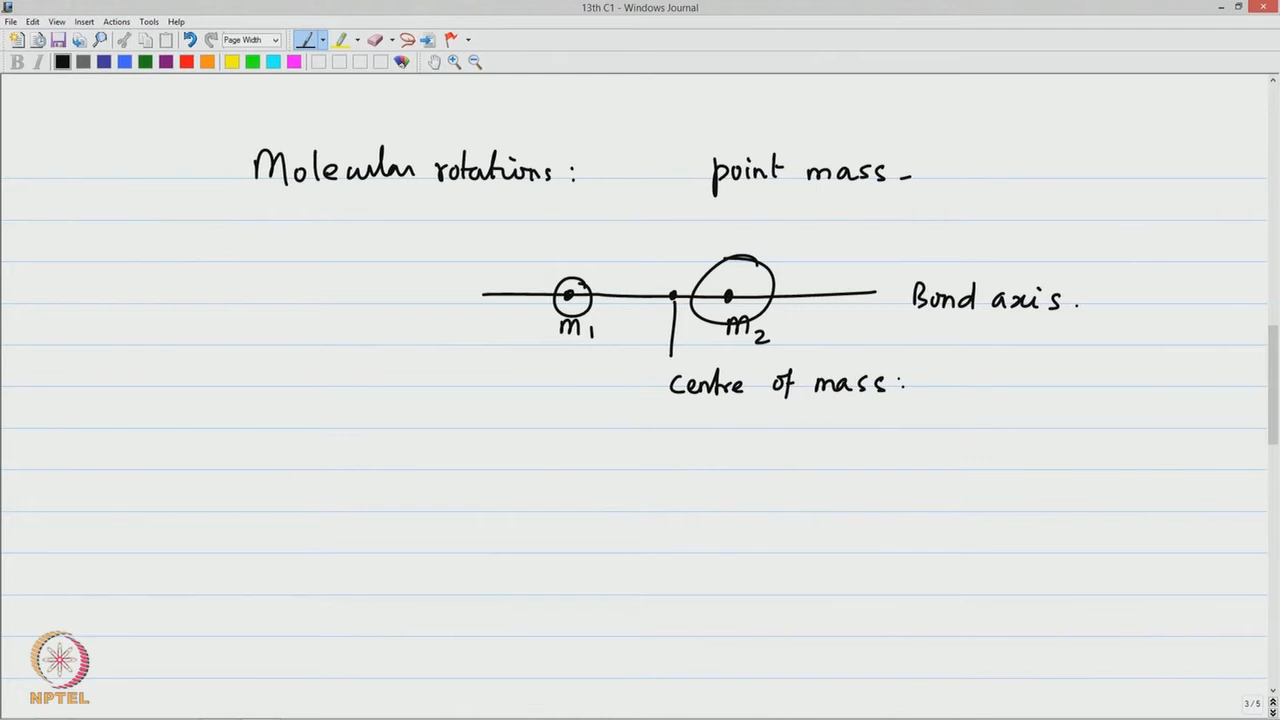 13th C1 - Windows Journal
File Edit View Insert Actions Tools Help
Page Width
B I
Molecular rotations : point mass -
Bond axis .
m1 m2
Centre of mass :
NPTEL
3 / 5